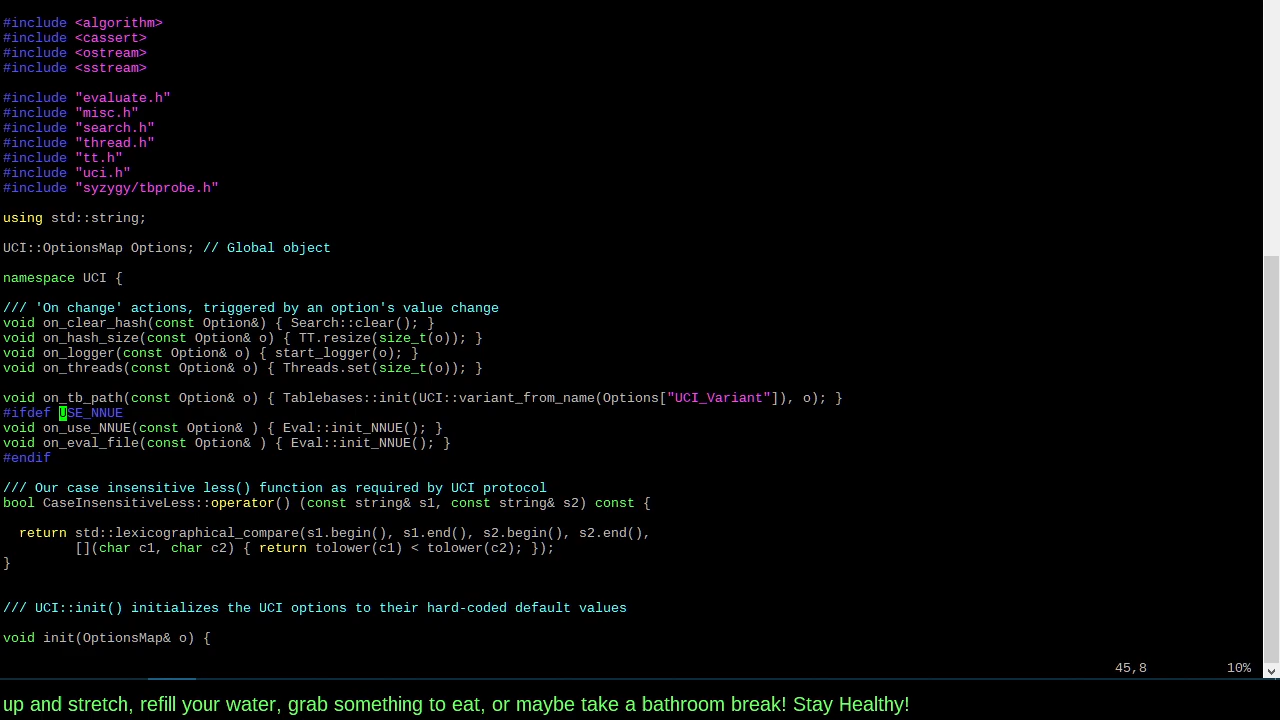 #include <algorithm>
#include <cassert>
#include <ostream>
#include <sstream>
#include "evaluate.h"
#include "misc.h"
#include "search.h"
#include "thread.h"
#include "tt.h"
#include "uci.h"
#include "syzygy/tbprobe.h"
using std::string;
UCI::OptionsMap Options; // Global object
namespace UCI {
/// 'On change' actions, triggered by an option's value change
void on_clear_hash(const Option&) { Search::clear(); }
void on_hash_size(const Option& o) { TT.resize(size_t(o)); }
void on_logger(const Option& o) { start_logger(o); }
void on_threads(const Option& o) { Threads.set(size_t(o)); }
void on_tb_path(const Option& o) { Tablebases::init(UCI::variant_from_name(Options["UCI_Variant"]), o); }
#ifdef USE_NNUE
void on_use_NNUE(const Option& ) { Eval::init_NNUE(); }
void on_eval_file(const Option& ) { Eval::init_NNUE(); }
#endif
/// Our case insensitive less() function as required by UCI protocol
bool CaseInsensitiveLess::operator() (const string& s1, const string& s2) const {
  return std::lexicographical_compare(s1.begin(), s1.end(), s2.begin(), s2.end(),
         [](char c1, char c2) { return tolower(c1) < tolower(c2); });
}
/// UCI::init() initializes the UCI options to their hard-coded default values
void init(OptionsMap& o) {
45,8 10%
up and stretch, refill your water, grab something to eat, or maybe take a bathroom break! Stay Healthy!